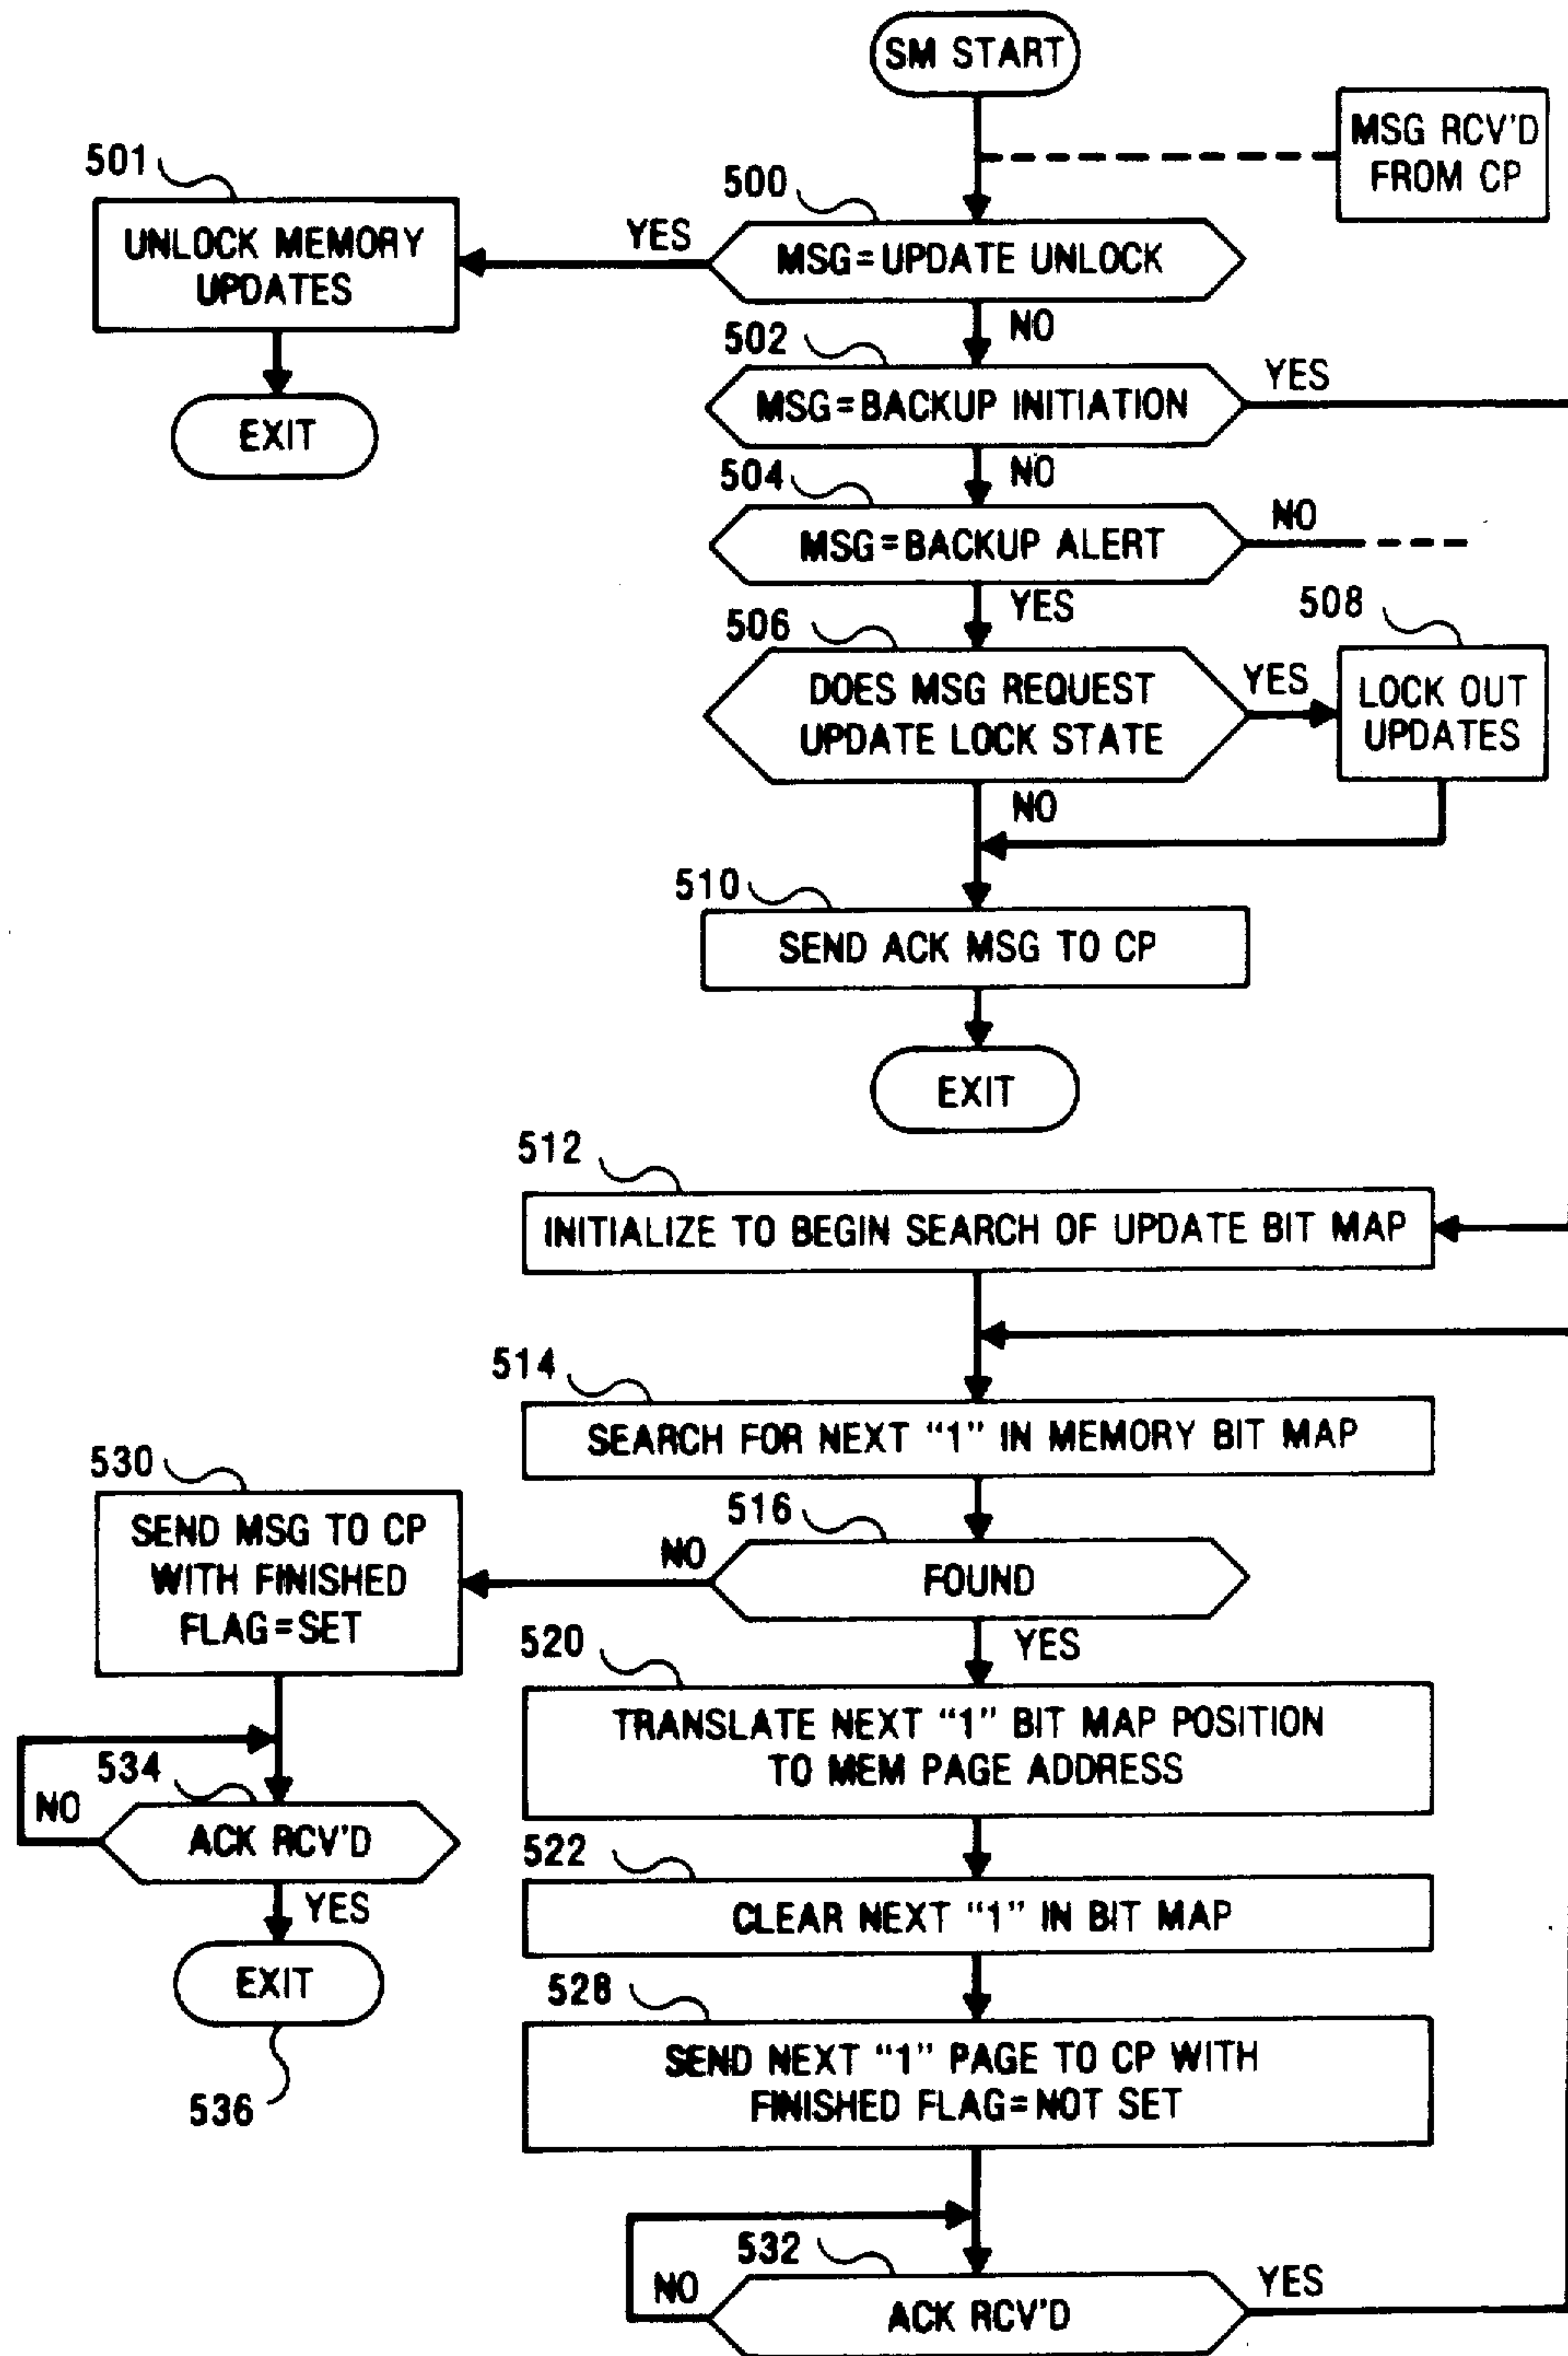 SM START
MSG RCV'D
FROM CP
501
500
UNLOCK MEMORY
UPDATES
YES
MSG=UPDATE UNLOCK
NO
EXIT
502
MSG=BACKUP INITIATION
YES
NO
504
MSG=BACKUP ALERT
NO
YES
506
508
DOES MSG REQUEST
UPDATE LOCK STATE
YES
LOCK OUT
UPDATES
NO
510
SEND ACK MSG TO CP
EXIT
512
INITIALIZE TO BEGIN SEARCH OF UPDATE BIT MAP
514
SEARCH FOR NEXT “1” IN MEMORY BIT MAP
530
SEND MSG TO CP
WITH FINISHED
FLAG=SET
516
NO
FOUND
YES
520
TRANSLATE NEXT “1” BIT MAP POSITION
TO MEM PAGE ADDRESS
534
NO
ACK RCV'D
YES
EXIT
536
522
CLEAR NEXT “1” IN BIT MAP
528
SEND NEXT “1” PAGE TO CP WITH
FINISHED FLAG=NOT SET
532
NO
ACK RCV'D
YES